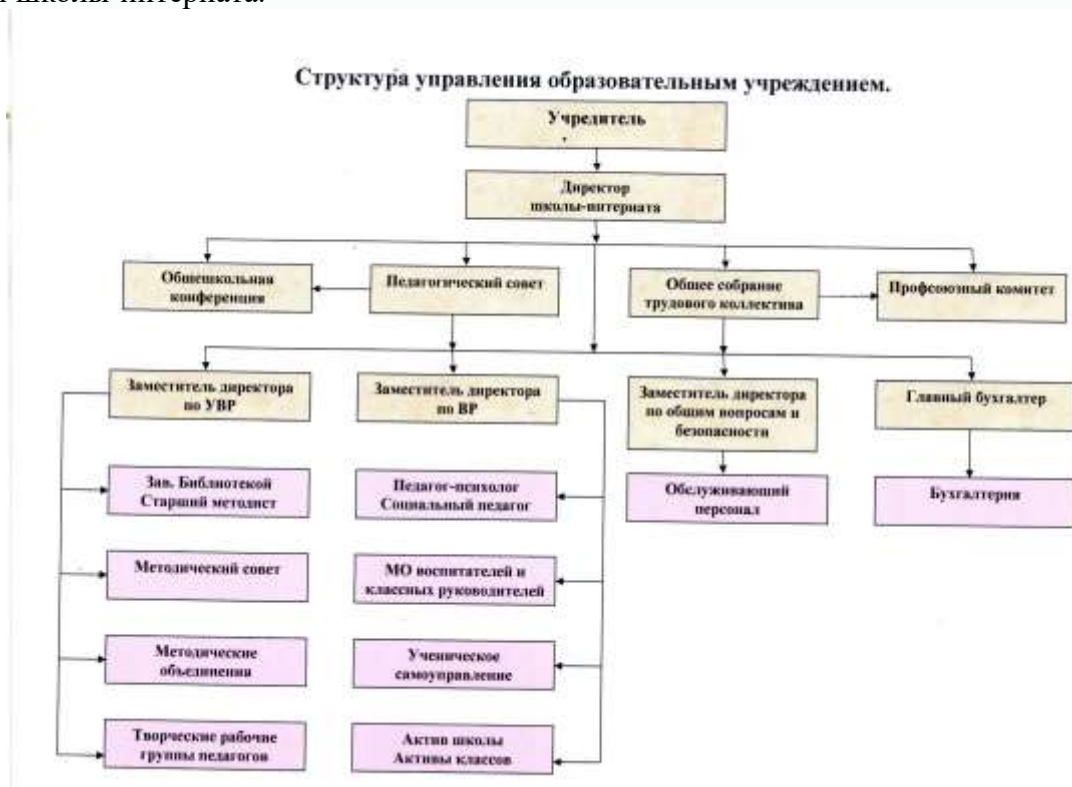 школы-интерната.
Структура управления образовательным учреждением.
Учредитель
Директор
школы-интерната
Общешкольная
конференция
Педагогический совет
Общее собрание
трудового коллектива
Профсоюзный комитет
Заместитель директора
по УВР
Заместитель директора
по ВР
Заместитель директора
по общим вопросам и
безопасности
Главный бухгалтер
Зав. Библиотекой
Старший методист
Педагог-психолог
Социальный педагог
Обслуживающий
персонал
Бухгалтерия
Методический совет
МО воспитателей и
классных руководителей
Методические
объединения
Ученическое
самоуправление
Творческие рабочие
группы педагогов
Актив школы
Активы классов